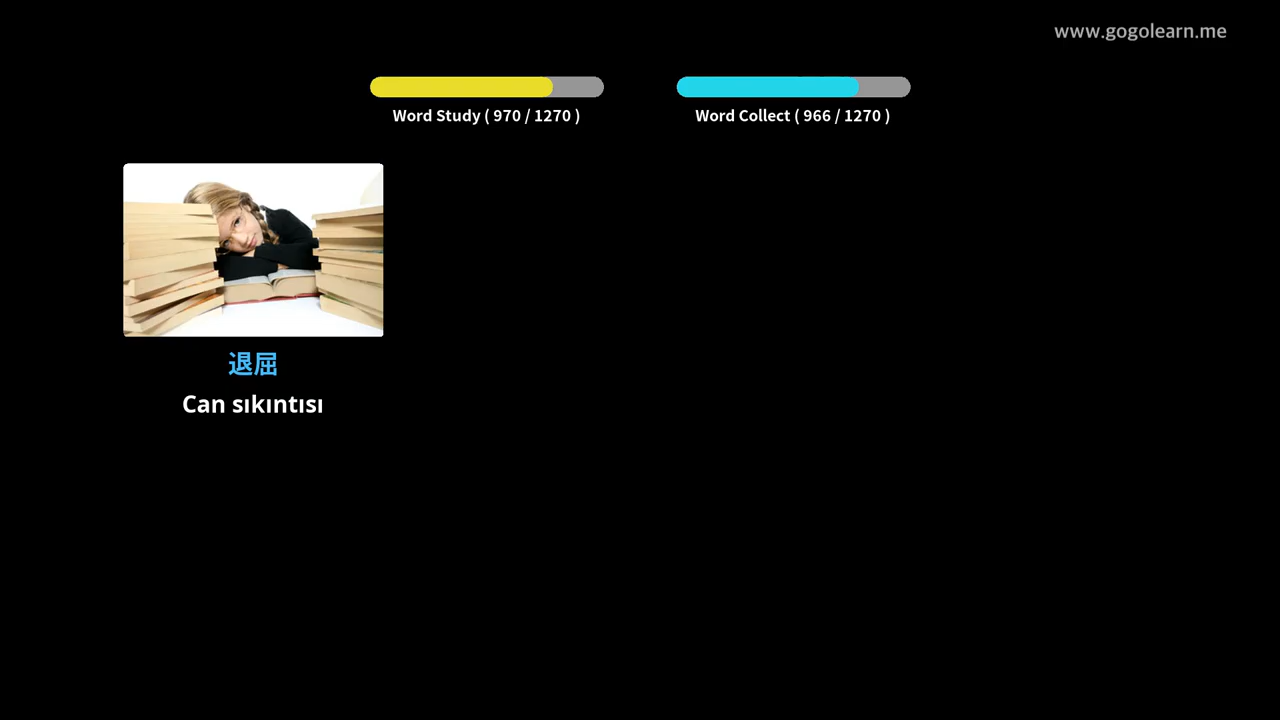 www.gogolearn.me
Word Study ( 970 / 1270 )
Word Collect ( 966 / 1270 )
退屈
Can sıkıntısı